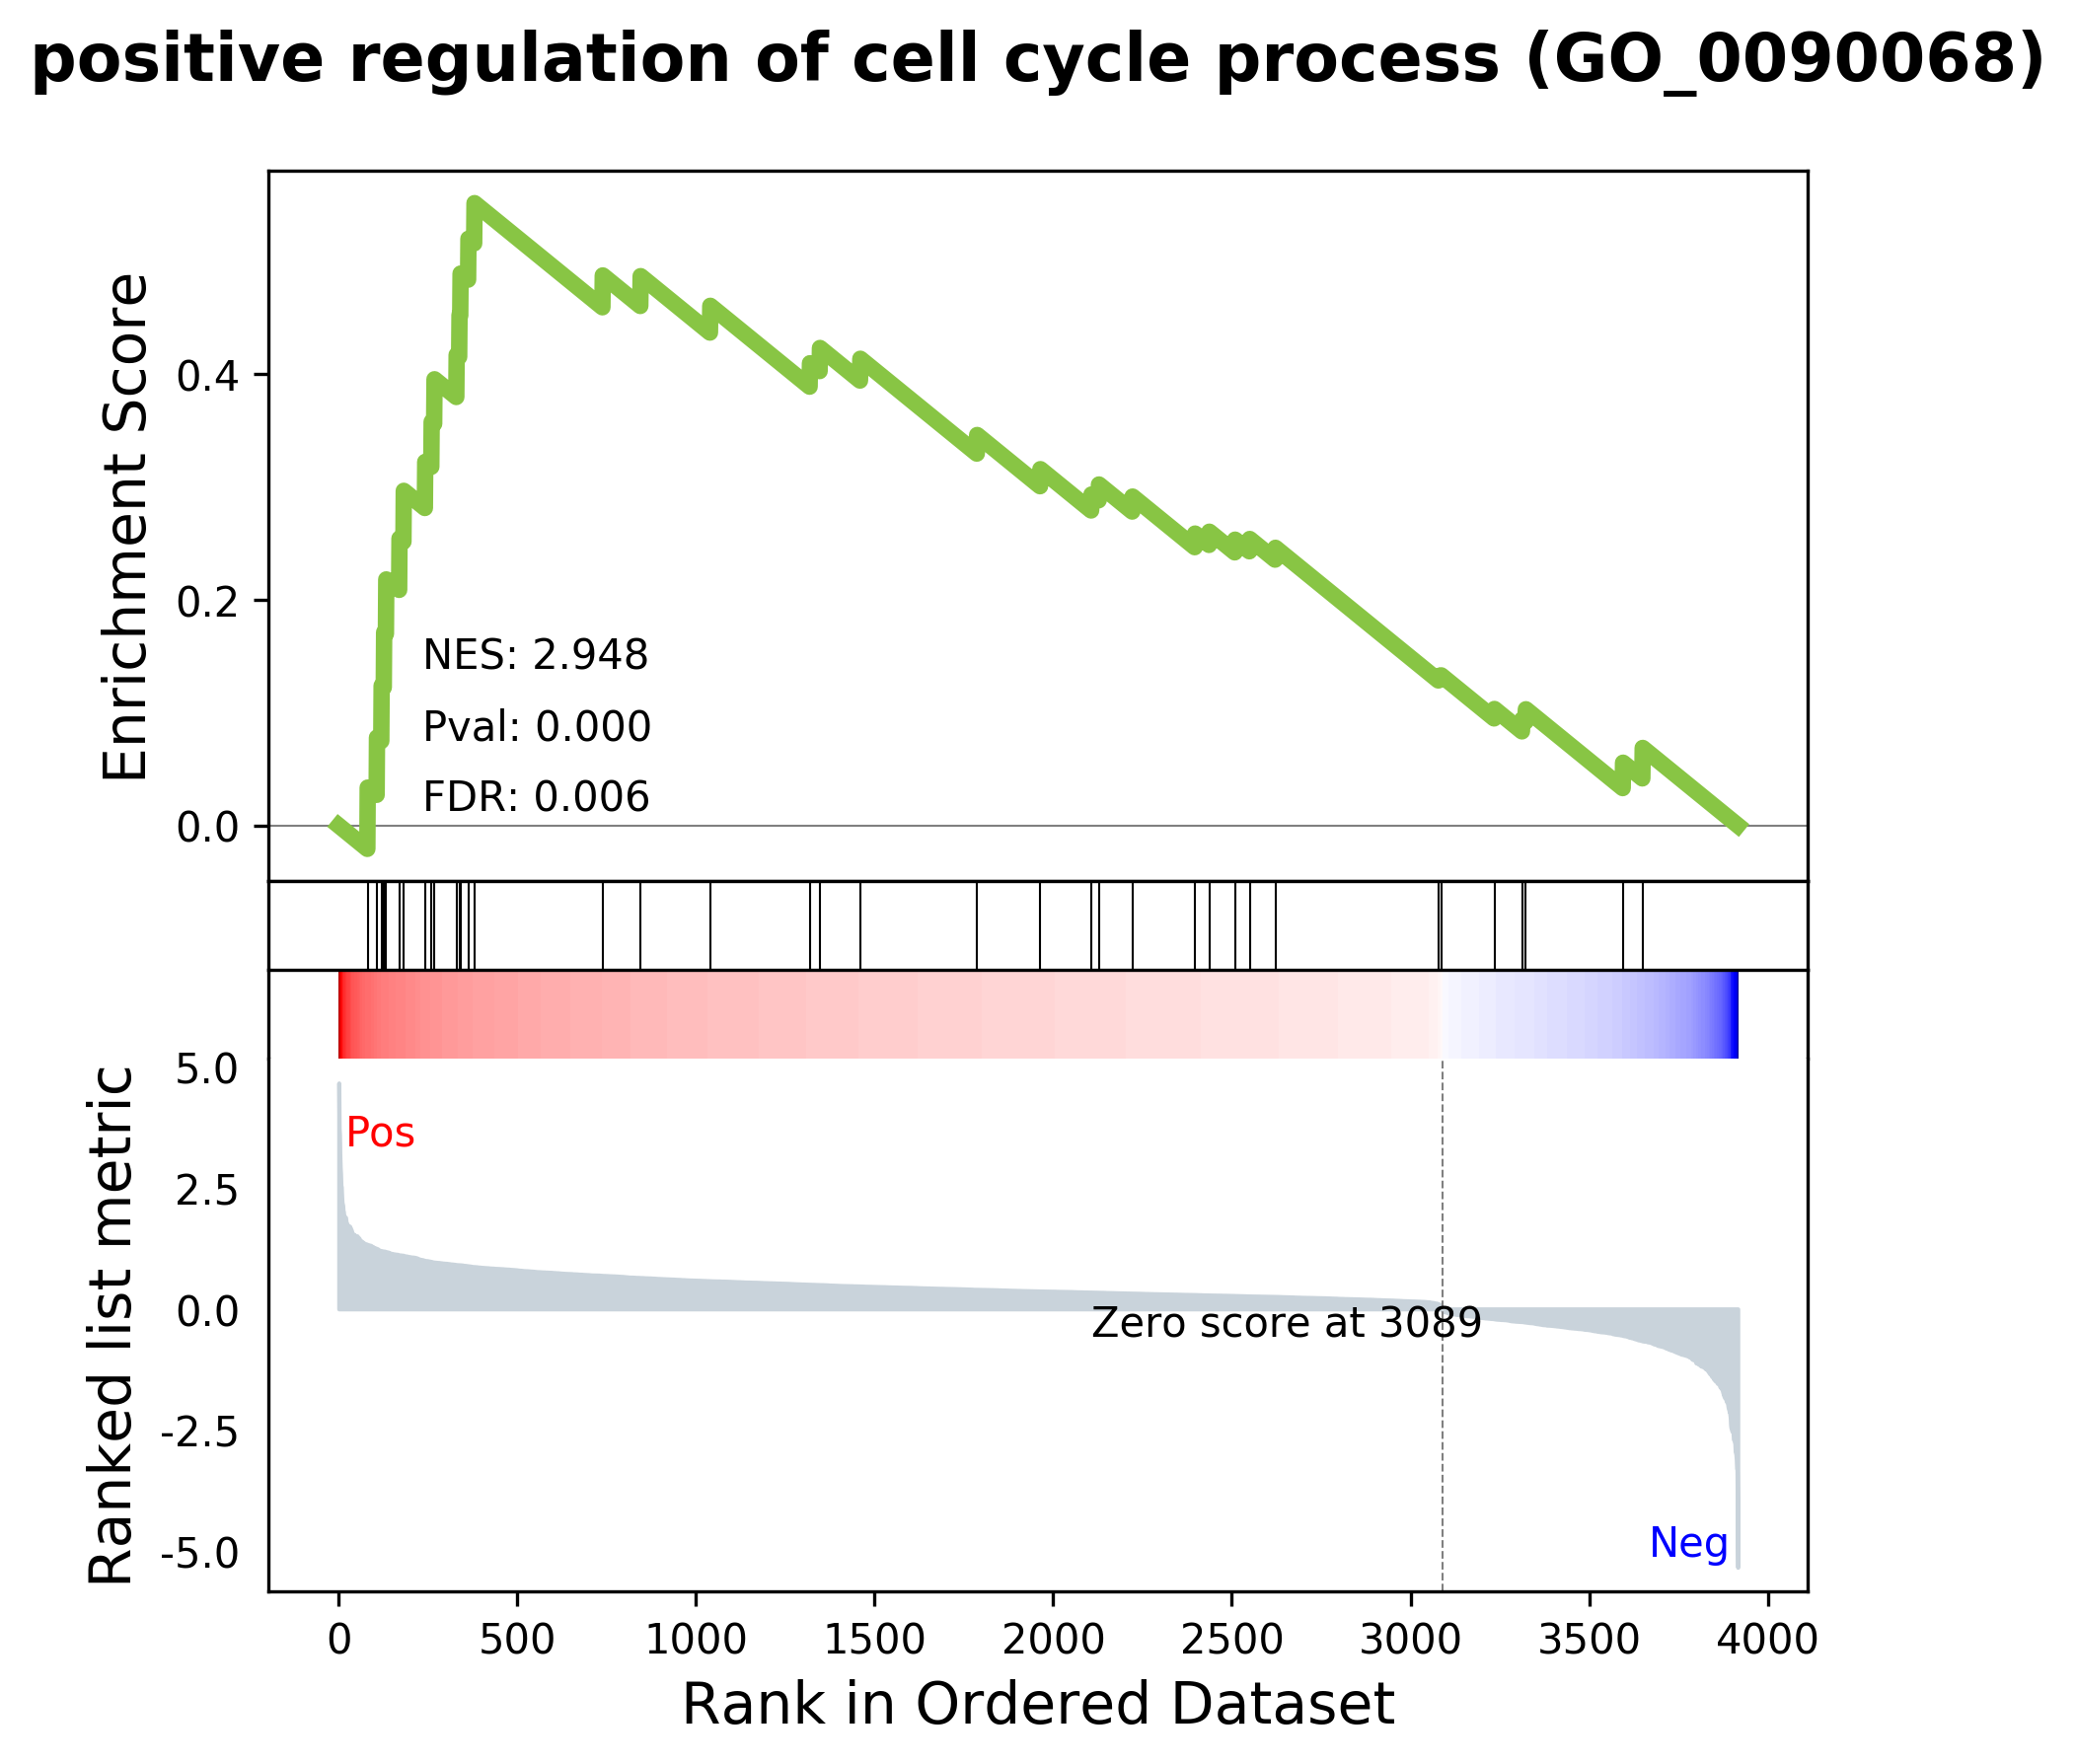 positive regulation of cell cycle process (GO_0090068)
Enrichment Score
0.4
0.2
0.0
NES: 2.948
Pval: 0.000
FDR: 0.006
Ranked list metric
5.0
2.5
0.0
-2.5
-5.0
Pos
Zero score at 3089
Neg
0 500 1000 1500 2000 2500 3000 3500 4000
Rank in Ordered Dataset